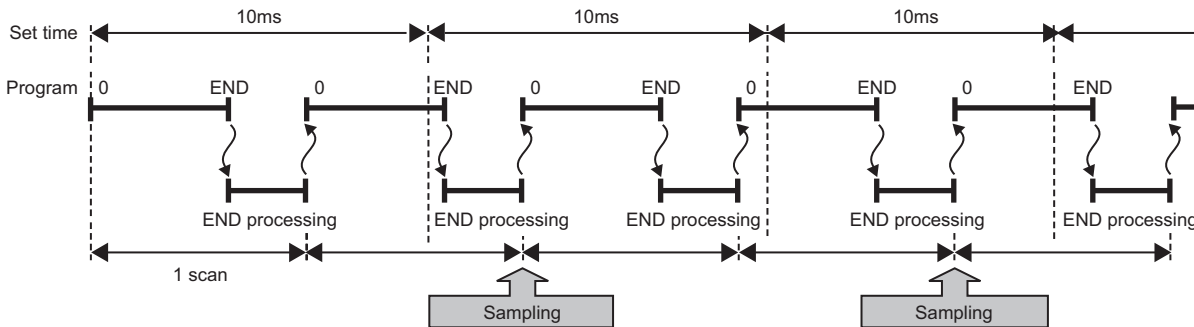 10ms 10ms 10ms
Set time
Program 0 END 0 END 0 END 0 END 0 END
END processing END processing END processing END processing END processing
1 scan
Sampling Sampling